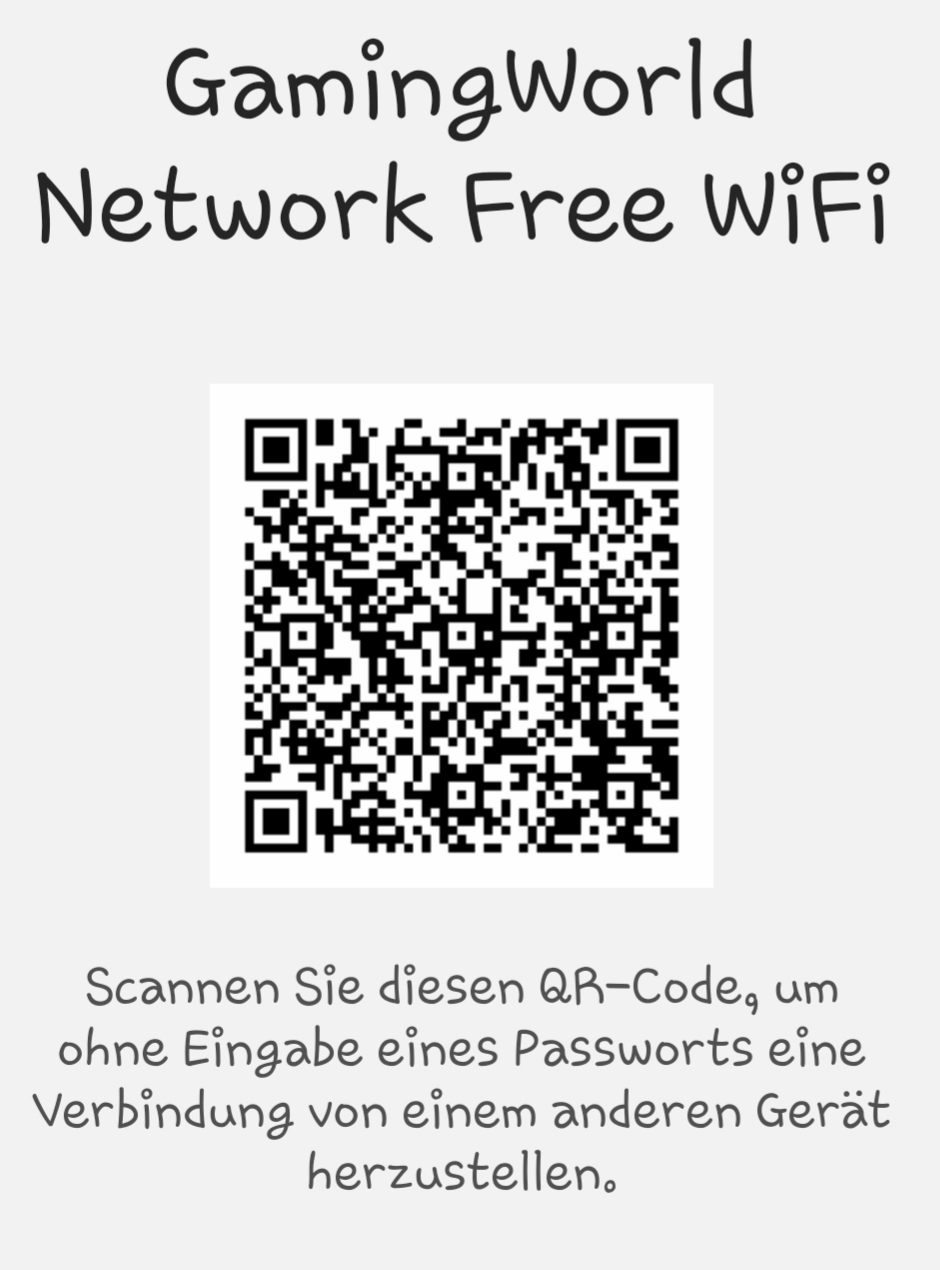 GamingWorld
Network Free WiFi
Scannen Sie diesen QR-Code, um
ohne Eingabe eines Passworts eine
Verbindung von einem anderen Gerät
herzustellen.